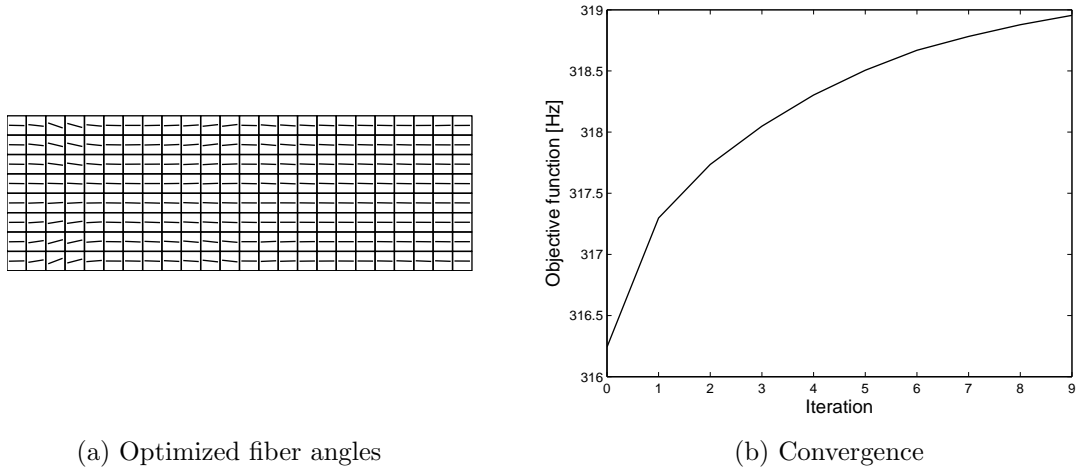 319
318.5
318
317.5
317
316.5
316
Objective function [Hz]
0 1 2 3 4 5 6 7 8 9
Iteration
(a) Optimized fiber angles
(b) Convergence